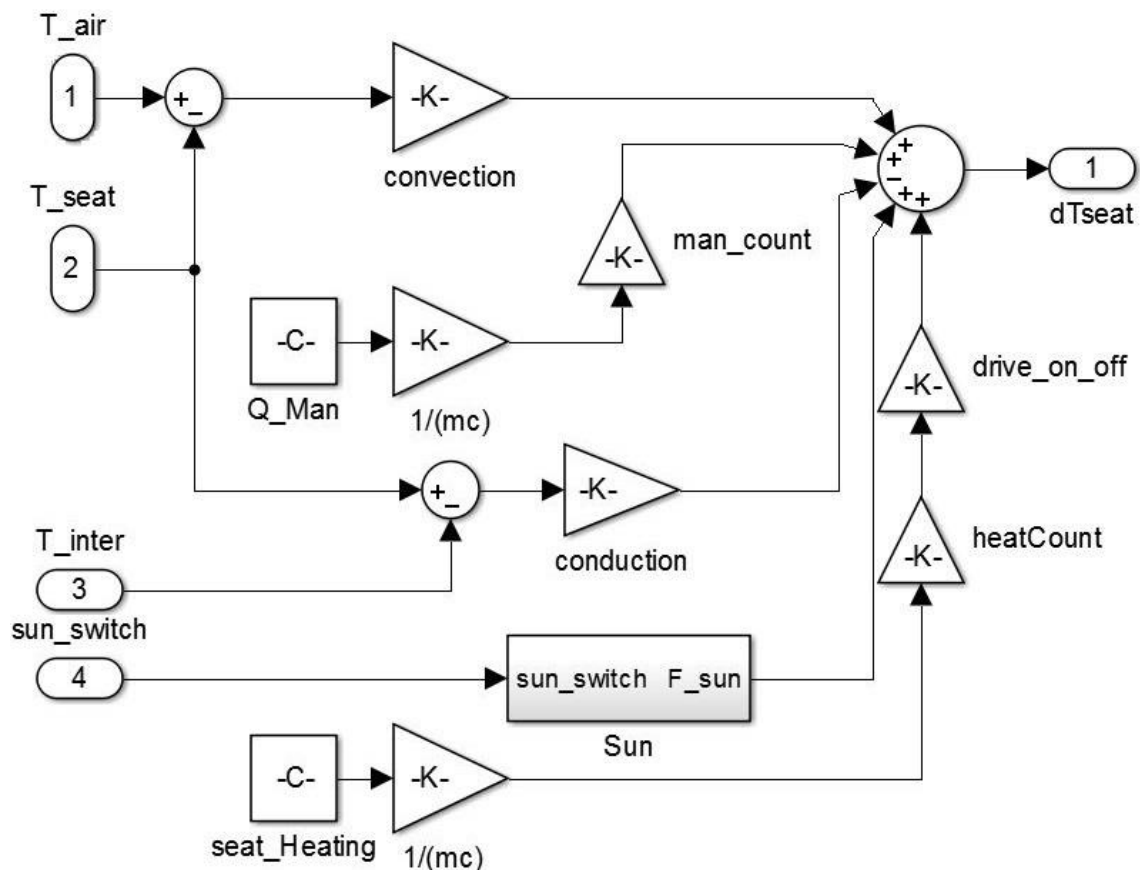 T_air
1
+
-
-K-
convection
T_seat
2
man_count
-K-
+
+
-
+
+
1
dTseat
-C-
Q_Man
-K-
1/(mc)
drive_on_off
-K-
+
-
-K-
conduction
heatCount
-K-
T_inter
3
sun_switch
4
sun_switch F_sun
Sun
-C-
seat_Heating
-K-
1/(mc)